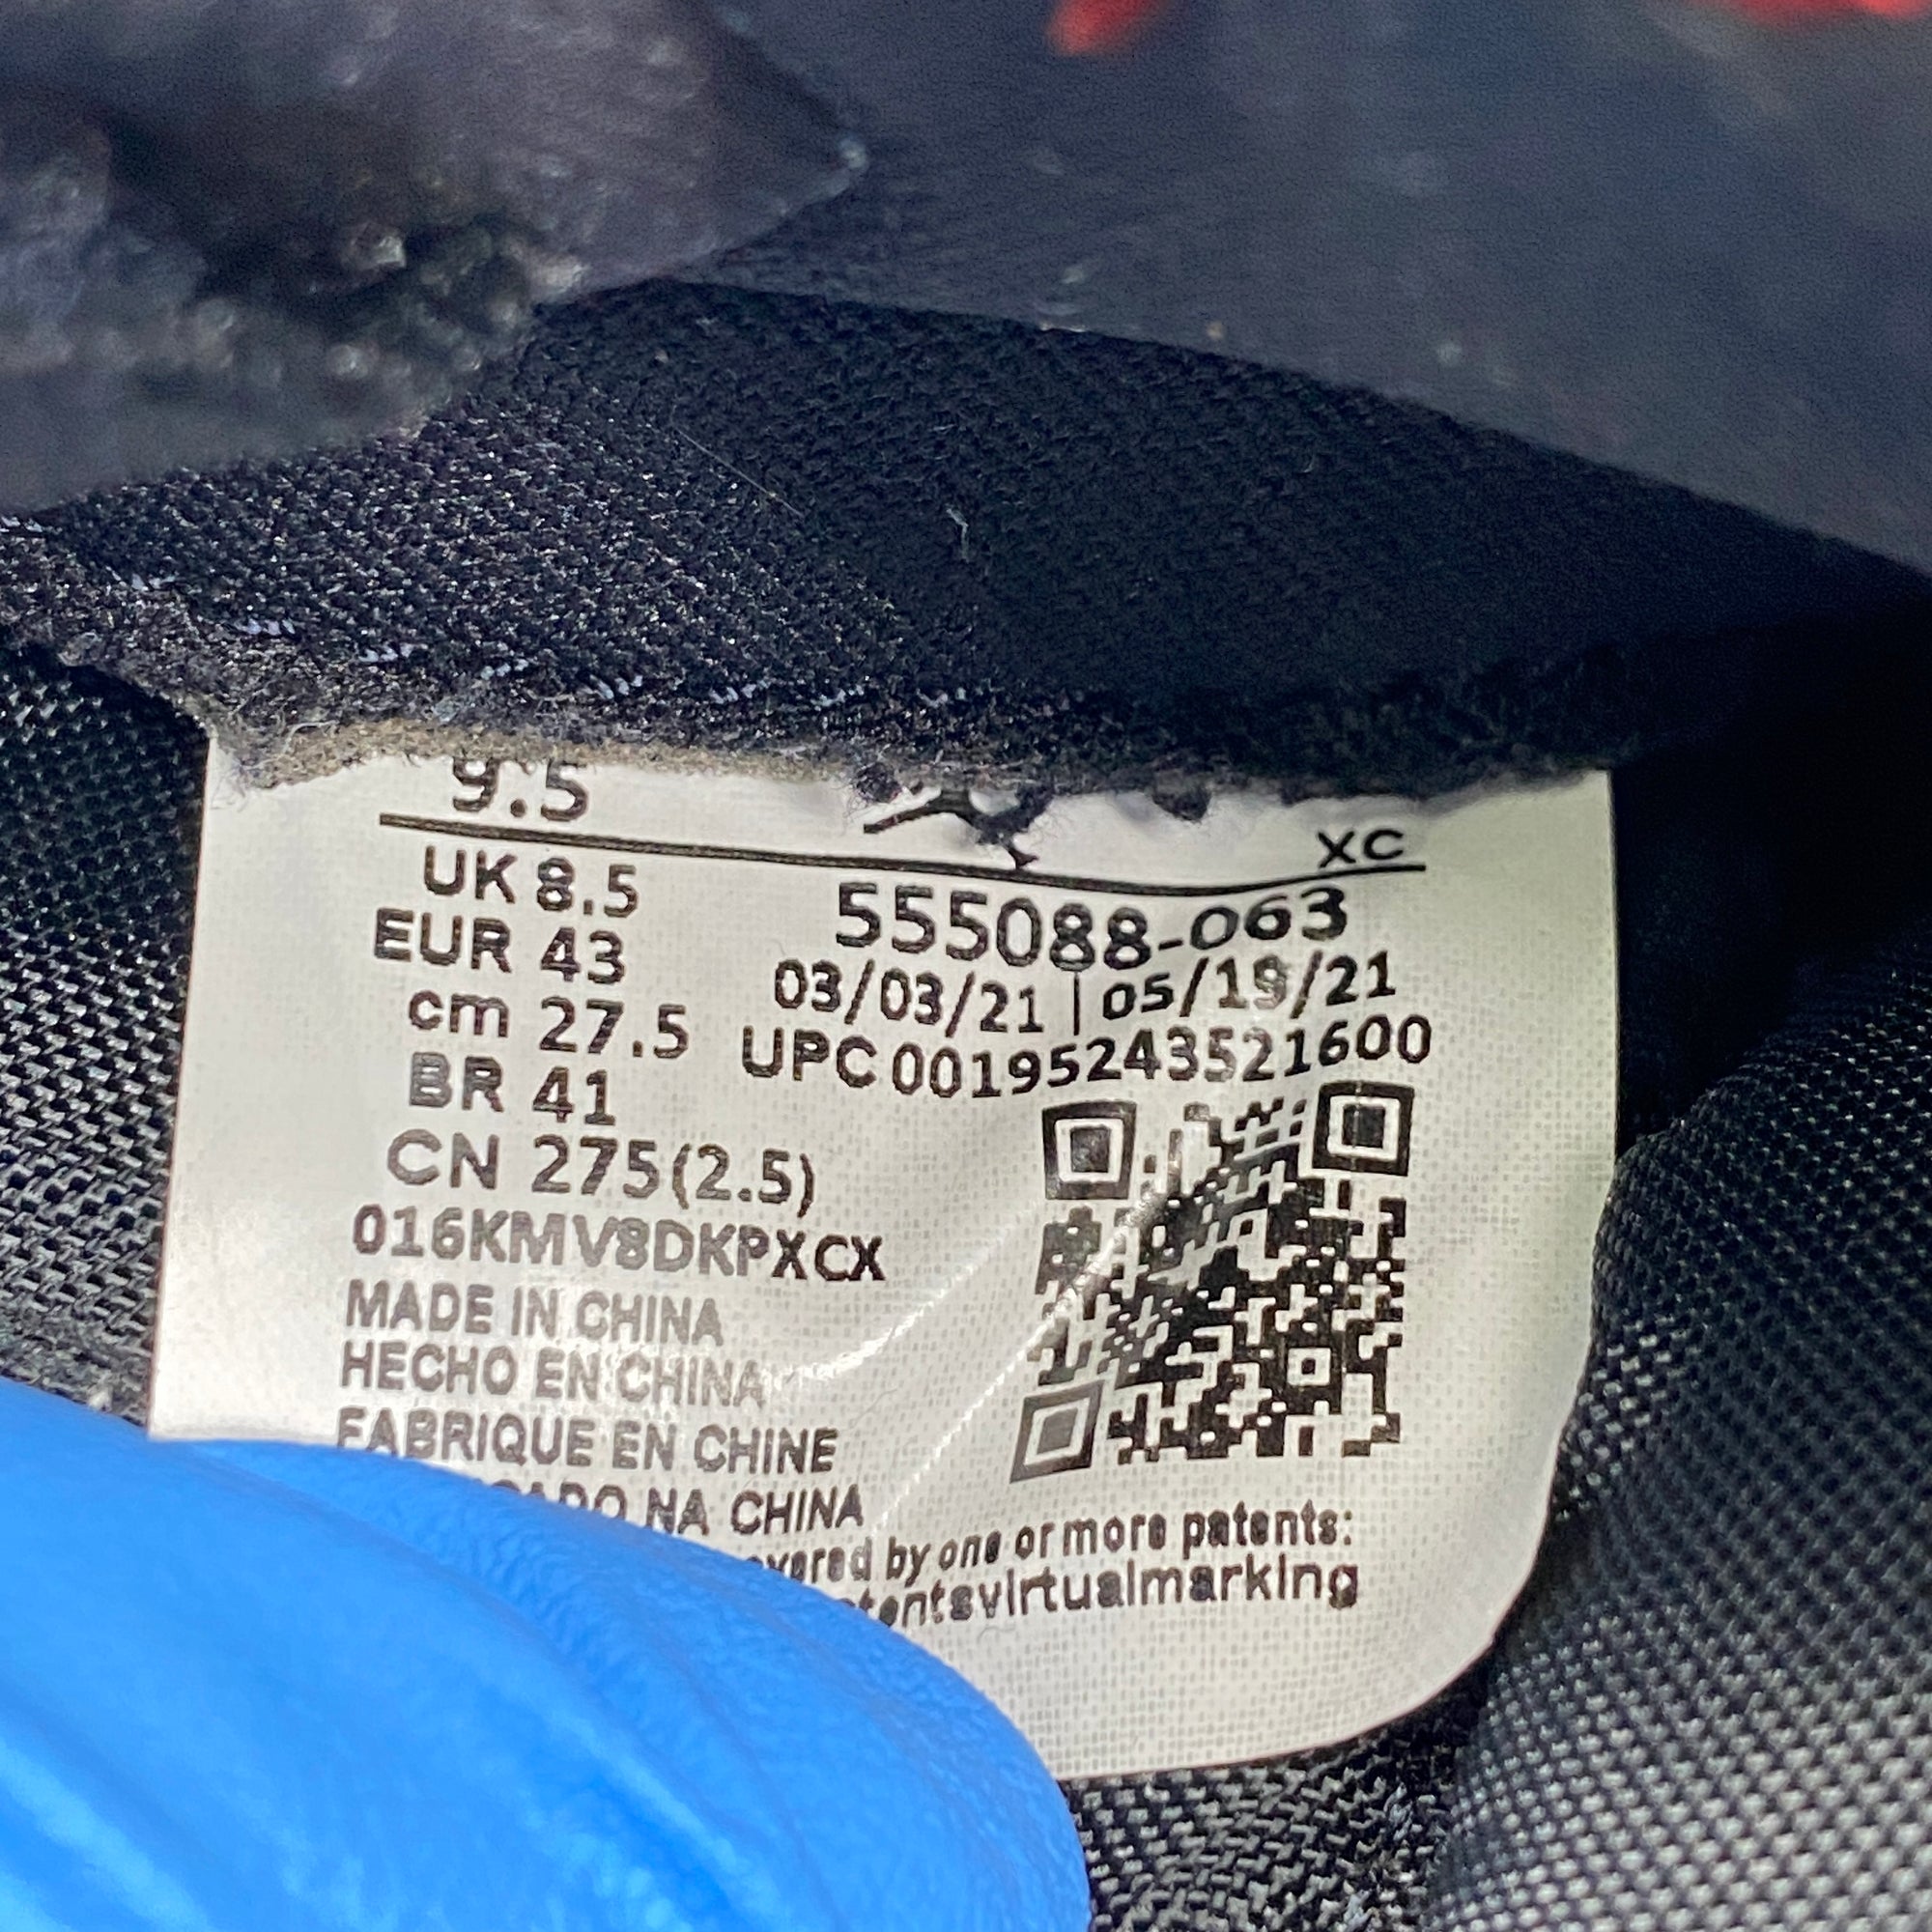 9.5
XC
UK 8.5
EUR 43
cm 27.5
BR 41
CN 275(2.5)
016KMV8DKPXCX
MADE IN CHINA
HECHO EN CHINA
FABRIQUE EN CHINE
NA CHINA
555088-063
03/03/21 | 05/19/21
UPC 00195243521600
by one or more patents: